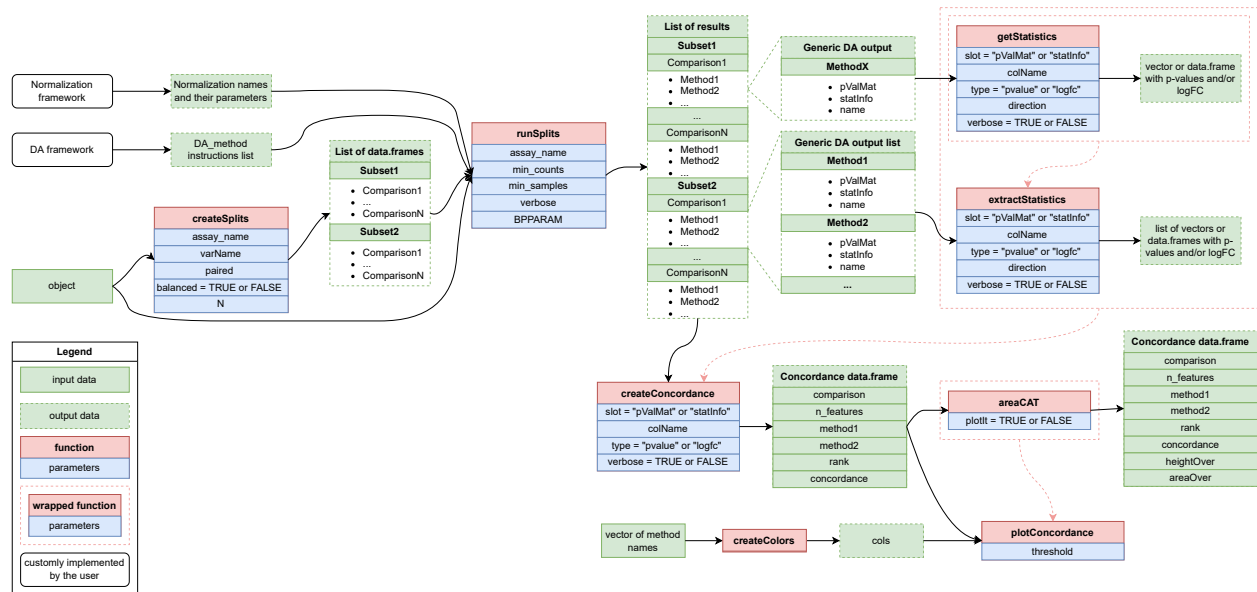 Normalization
framework
Normalization names
and their parameters
DA framework
DA_method
instructions list
object
createSplits
assay_name
varName
paired
balanced = TRUE or FALSE
N
List of data.frames
Subset1
• Comparison1
• ...
• ComparisonN
Subset2
• Comparison1
• ...
• ComparisonN
runSplits
assay_name
min_counts
min_samples
verbose
BPPARAM
List of results
Subset1
Comparison1
• Method1
• Method2
• ...
...
ComparisonN
• Method1
• Method2
• ...
Subset2
Comparison1
• Method1
• Method2
• ...
...
ComparisonN
• Method1
• Method2
• ...
Generic DA output
MethodX
• pValMat
• statInfo
• name
Generic DA output list
Method1
• pValMat
• statInfo
• name
Method2
• pValMat
• statInfo
• name
...
getStatistics
slot = "pValMat" or "statInfo"
colName
type = "pvalue" or "logfc"
direction
verbose = TRUE or FALSE
vector or data.frame
with p-values and/or
logFC
extractStatistics
slot = "pValMat" or "statInfo"
colName
type = "pvalue" or "logfc"
direction
verbose = TRUE or FALSE
list of vectors or
data.frames with p-
values and/or logFC
Legend
input data
output data
function
parameters
wrapped function
parameters
customly implemented
by the user
createConcordance
slot = "pValMat" or "statInfo"
colName
type = "pvalue" or "logfc"
verbose = TRUE or FALSE
Concordance data.frame
comparison
n_features
method1
method2
rank
concordance
areaCAT
plotIt = TRUE or FALSE
Concordance data.frame
comparison
n_features
method1
method2
rank
concordance
heightOver
areaOver
vector of method
names
createColors
cols
plotConcordance
threshold